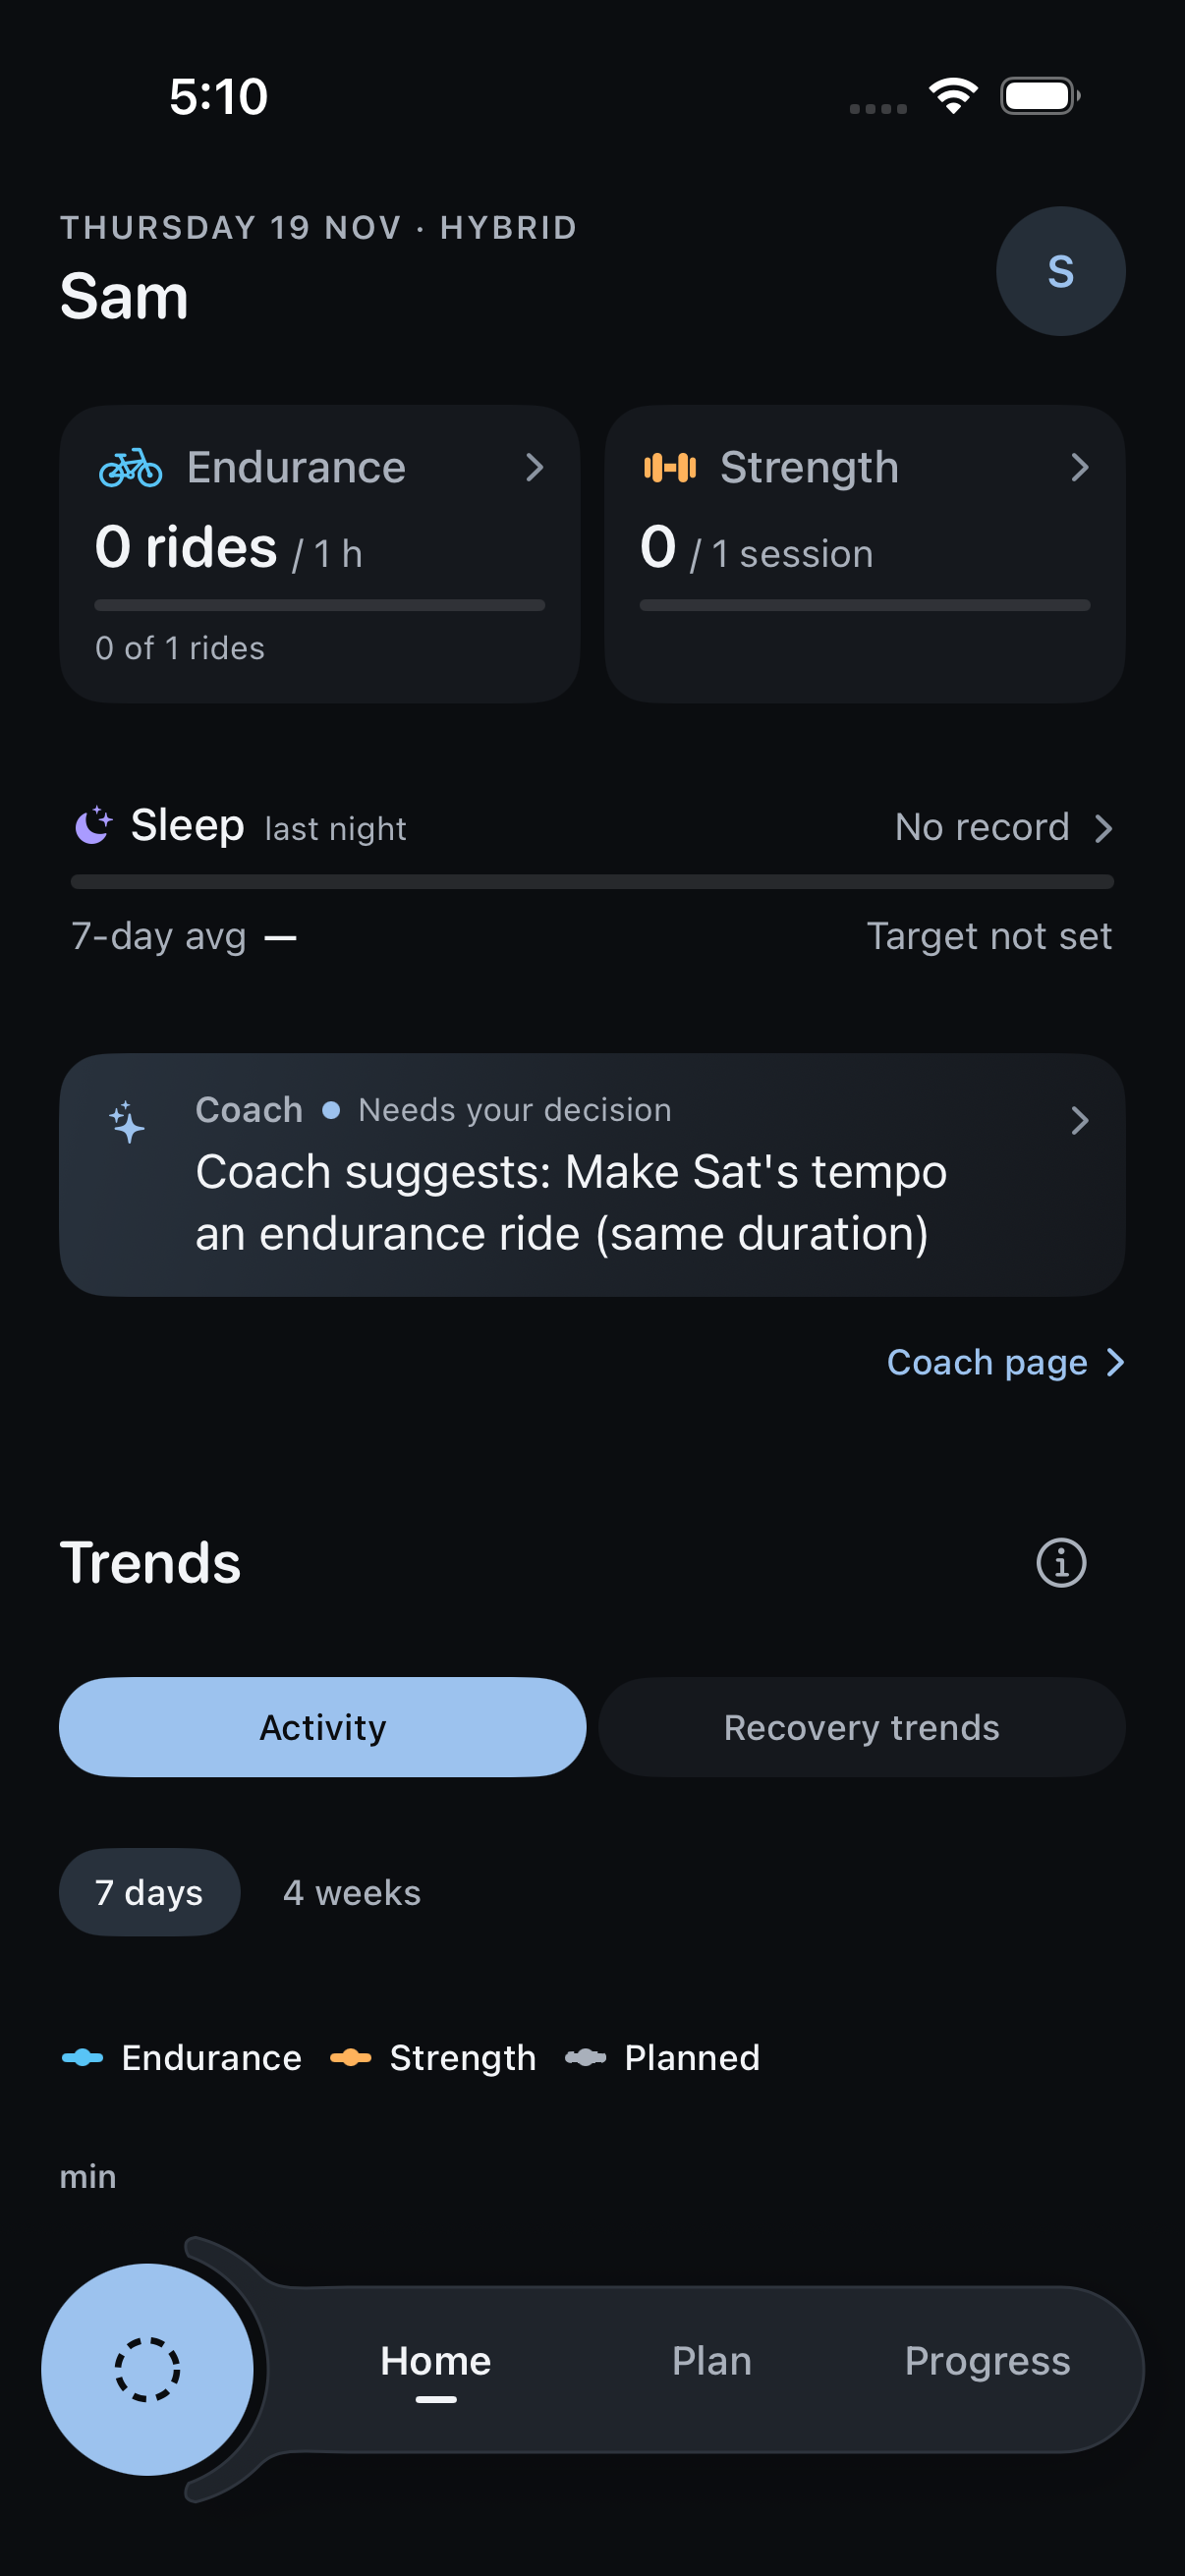 5:10
THURSDAY 19 NOV · HYBRID
Sam
S
Endurance
0 rides / 1 h
0 of 1 rides
Strength
0 / 1 session
Sleep last night
No record
7-day avg —
Target not set
Coach • Needs your decision
Coach suggests: Make Sat's tempo
an endurance ride (same duration)
Coach page
Trends
Activity
Recovery trends
7 days
4 weeks
Endurance
Strength
Planned
min
Home
Plan
Progress